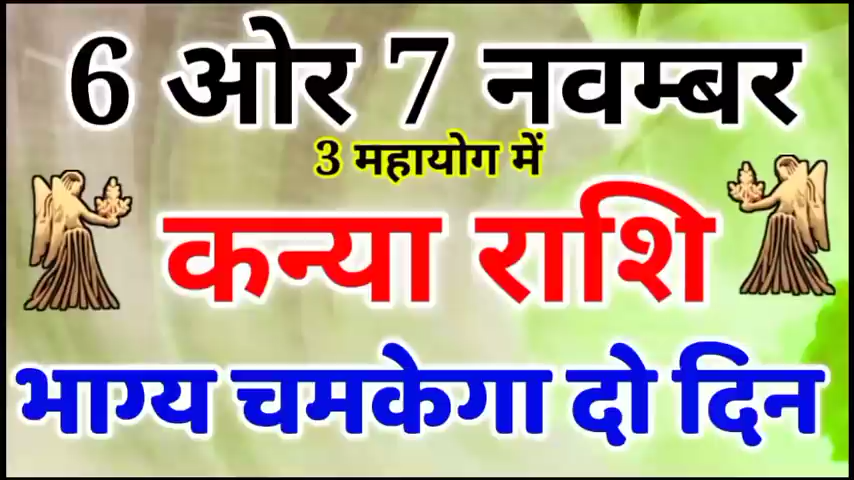 6 ओर 7 नवम्बर
3 महायोग में
कन्या राशि
भाग्य चमकेगा दो दिन